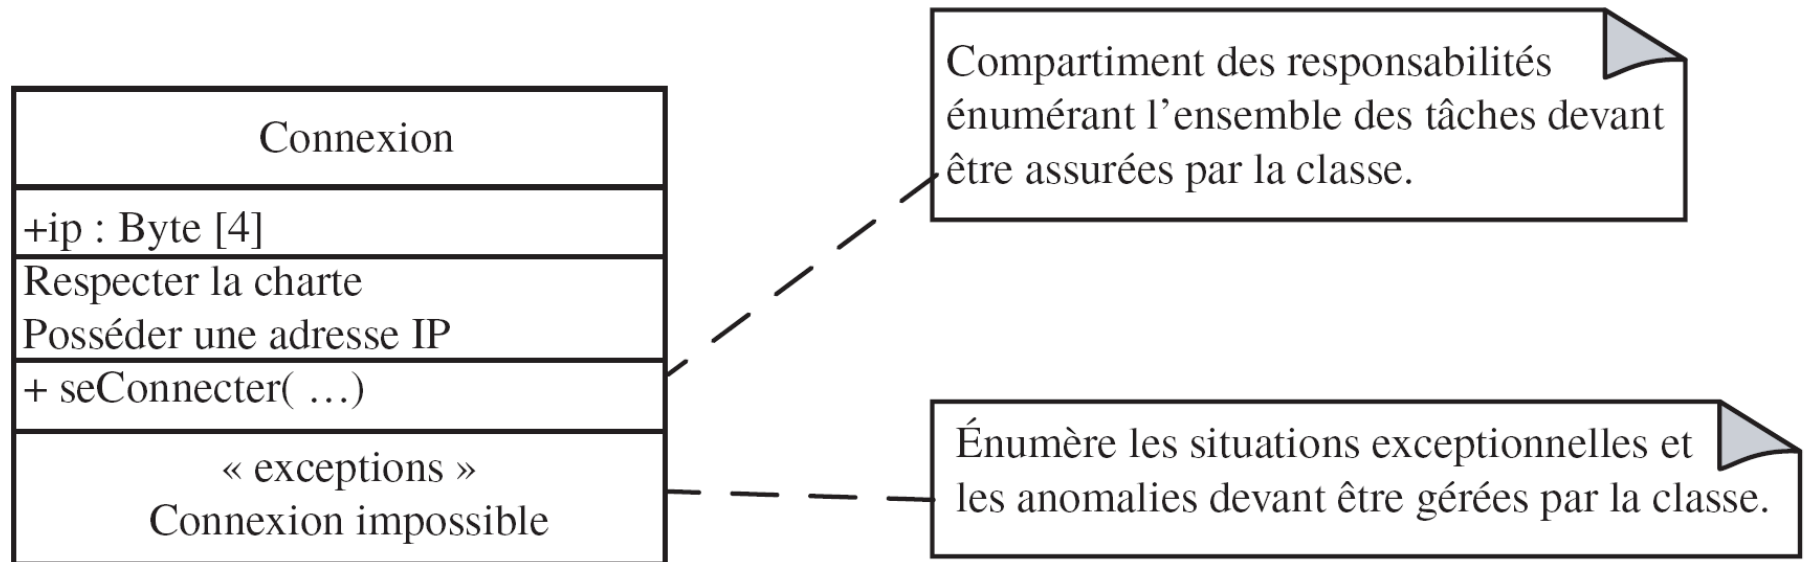 Connexion
+ip : Byte [4]
Respecter la charte
Posséder une adresse IP
+ seConnecter( …)
« exceptions »
Connexion impossible
Compartiment des responsabilités
énumérant l’ensemble des tâches devant
être assurées par la classe.
Énumère les situations exceptionnelles et
les anomalies devant être gérées par la classe.